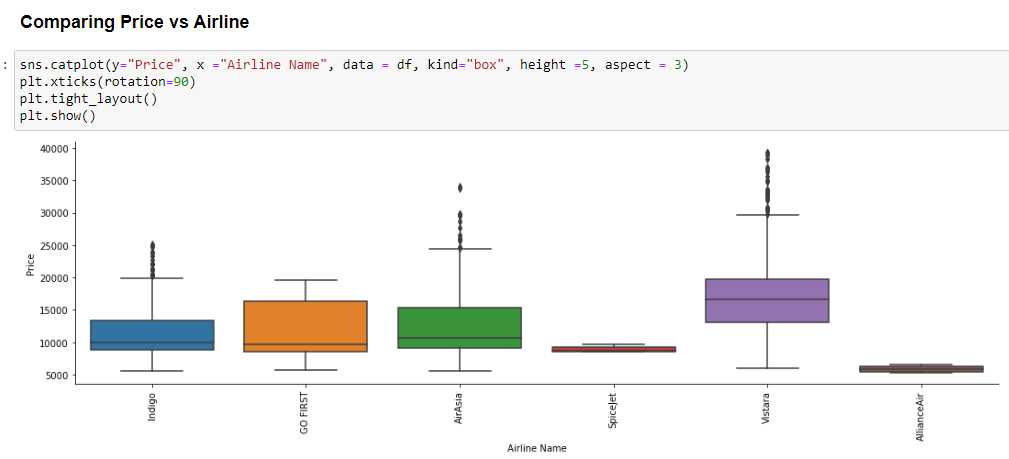 Comparing Price vs Airline
: sns.catplot(y="Price", x ="Airline Name", data = df, kind="box", height =5, aspect = 3)
plt.xticks(rotation=90)
plt.tight_layout()
plt.show()
40000
35000
30000
25000
20000
15000
10000
5000
Price
Indigo
GO FIRST
AirAsia
SpiceJet
Vistara
AllianceAir
Airline Name